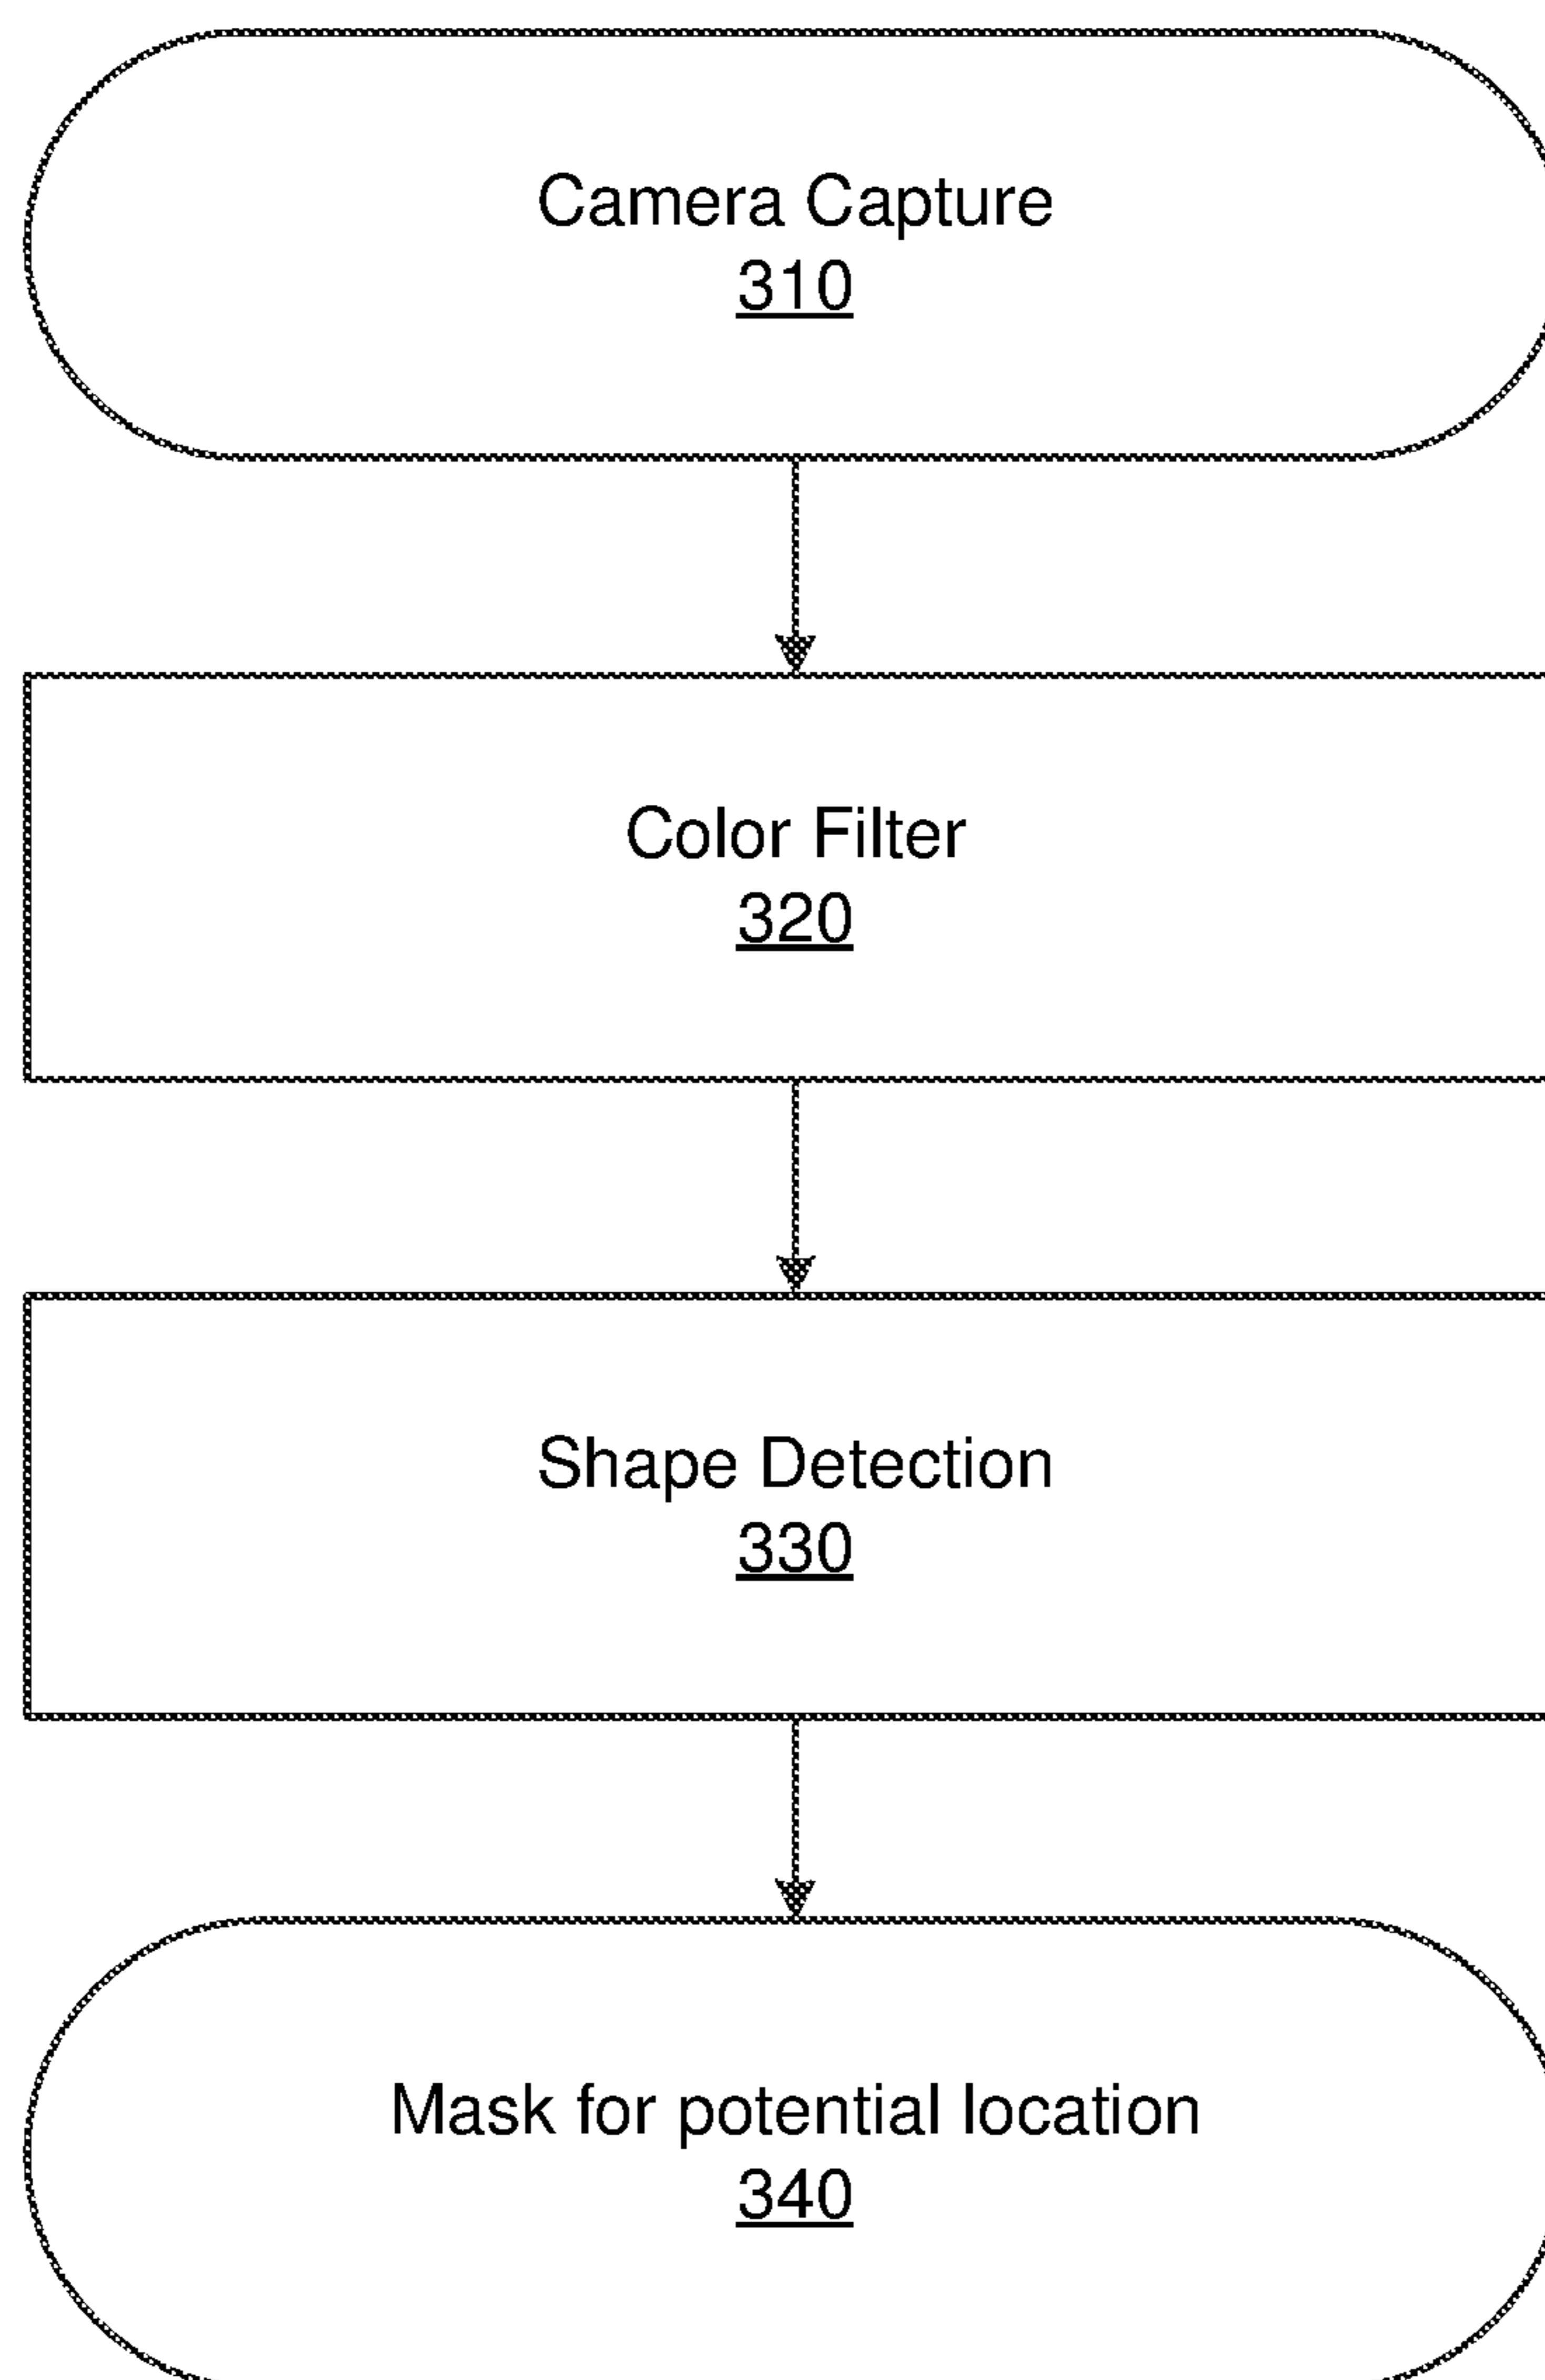 Camera Capture
310
Color Filter
320
Shape Detection
330
Mask for potential location
340